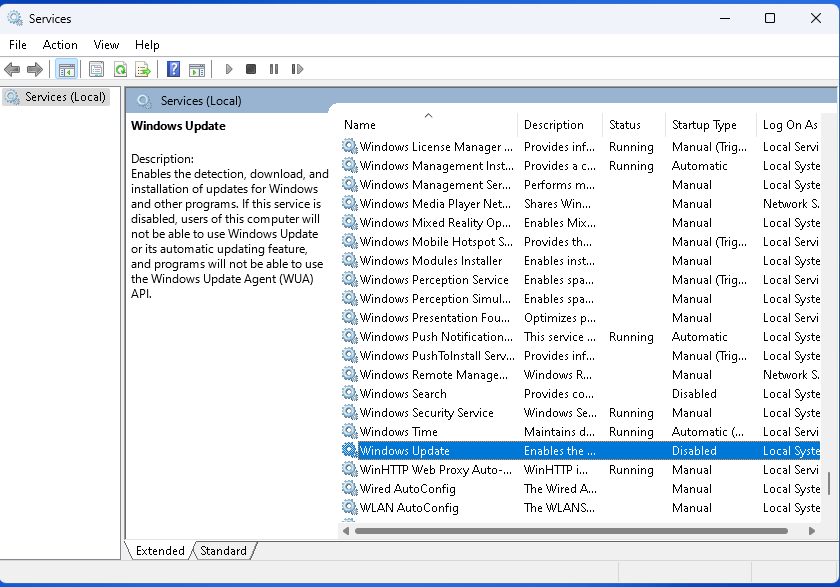 Services
File Action View Help
Services (Local)
Services (Local)
Windows Update
Description:
Enables the detection, download, and
installation of updates for Windows
and other programs. If this service is
disabled, users of this computer will
not be able to use Windows Update
or its automatic updating feature,
and programs will not be able to use
the Windows Update Agent (WUA)
API.
Name Description Status Startup Type Log On As
Windows License Manager ... Provides inf... Running Manual (Trig... Local Servi
Windows Management Inst... Provides a c... Running Automatic Local Syste
Windows Management Ser... Performs m... Manual Local Syste
Windows Media Player Net... Shares Win... Manual Network S.
Windows Mixed Reality Op... Enables Mix... Manual Local Syste
Windows Mobile Hotspot S... Provides th... Manual (Trig... Local Servi
Windows Modules Installer Enables inst... Manual Local Syste
Windows Perception Service Enables spa... Manual (Trig... Local Servi
Windows Perception Simul... Enables spa... Manual Local Syste
Windows Presentation Fou... Optimizes p... Manual Local Servi
Windows Push Notification... This service ... Running Automatic Local Syste
Windows PushToInstall Serv... Provides inf... Manual (Trig... Local Syste
Windows Remote Manage... Windows R... Manual Network S.
Windows Search Provides co... Disabled Local Syste
Windows Security Service Windows Se... Running Manual Local Syste
Windows Time Maintains d... Running Automatic (... Local Servi
Windows Update Enables the ... Disabled Local Syste
WinHTTP Web Proxy Auto-... WinHTTP i... Running Manual Local Servi
Wired AutoConfig The Wired A... Manual Local Syste
WLAN AutoConfig The WLANS... Manual Local Syste
Extended Standard